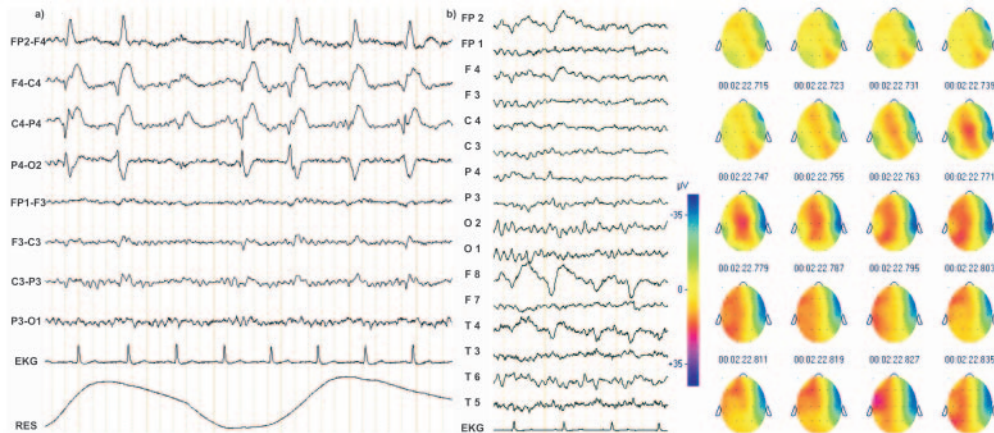 a)
FP2-F4
F4-C4
C4-P4
P4-O2
FP1-F3
F3-C3
C3-P3
P3-O1
EKG
RES
b)
FP 2
FP 1
F 4
F 3
C 4
C 3
P 4
P 3
O 2
O 1
F 8
F 7
T 4
T 3
T 6
T 5
EKG
µV
-35
0
+35
00:02:22.715 00:02:22.723 00:02:22.731 00:02:22.739
00:02:22.747 00:02:22.755 00:02:22.763 00:02:22.771
00:02:22.779 00:02:22.787 00:02:22.795 00:02:22.803
00:02:22.811 00:02:22.819 00:02:22.827 00:02:22.835